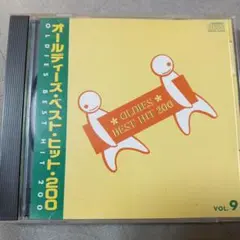 オールディーズ・ベスト・ヒット・200
OLDIES BEST HIT 200
★ OLDIES ★
BEST HIT 200
VOL.9